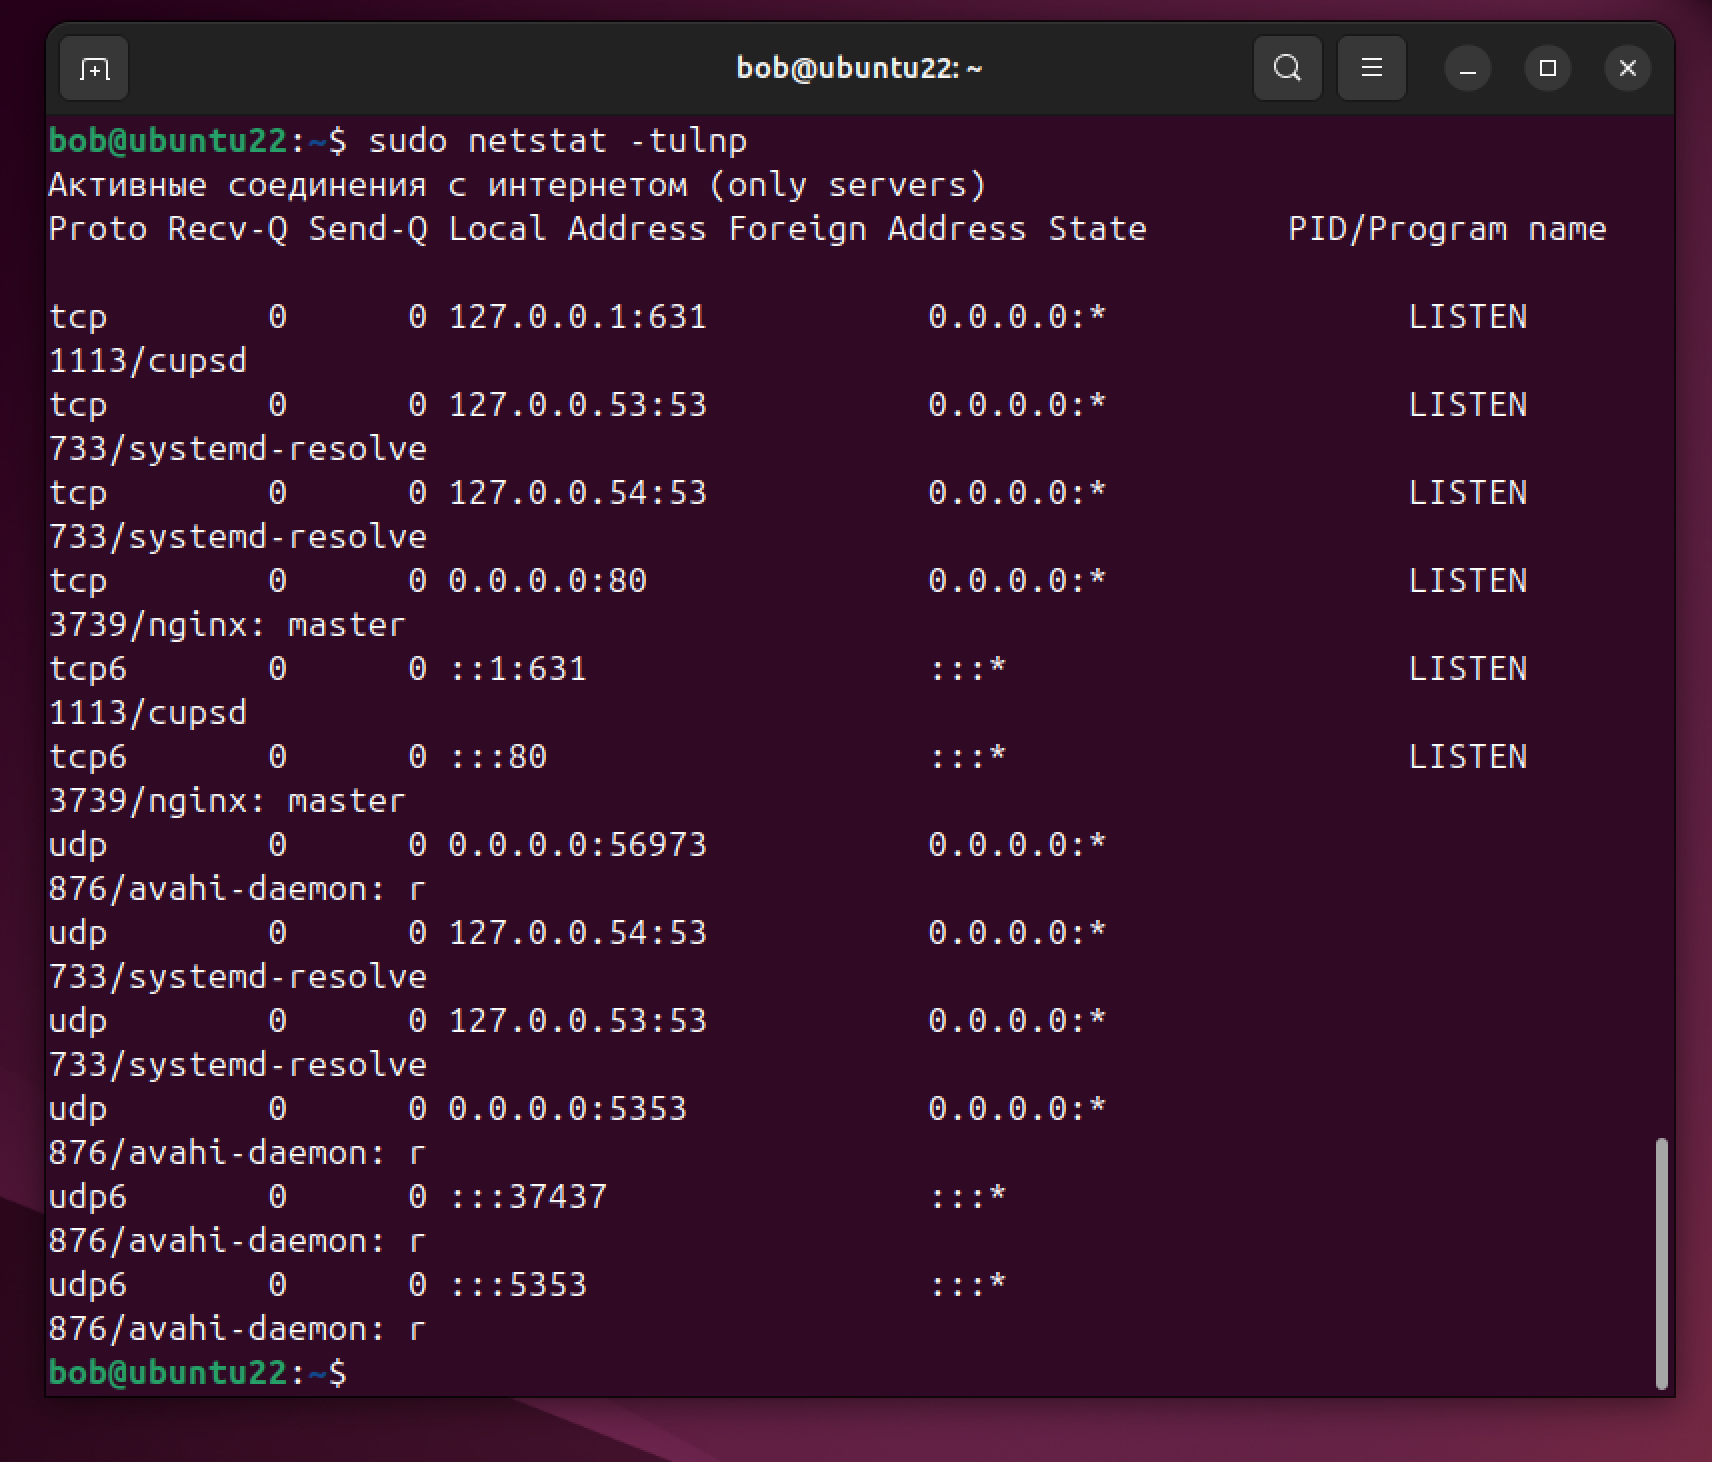 bob@ubuntu22: ~
bob@ubuntu22:~$ sudo netstat -tulnp
Активные соединения с интернетом (only servers)
Proto Recv-Q Send-Q Local Address Foreign Address State       PID/Program name
tcp        0      0 127.0.0.1:631           0.0.0.0:*               LISTEN
1113/cupsd
tcp        0      0 127.0.0.53:53           0.0.0.0:*               LISTEN
733/systemd-resolve
tcp        0      0 127.0.0.54:53           0.0.0.0:*               LISTEN
733/systemd-resolve
tcp        0      0 0.0.0.0:80              0.0.0.0:*               LISTEN
3739/nginx: master
tcp6       0      0 ::1:631                 :::*                    LISTEN
1113/cupsd
tcp6       0      0 :::80                   :::*                    LISTEN
3739/nginx: master
udp        0      0 0.0.0.0:56973           0.0.0.0:*
876/avahi-daemon: r
udp        0      0 127.0.0.54:53           0.0.0.0:*
733/systemd-resolve
udp        0      0 127.0.0.53:53           0.0.0.0:*
733/systemd-resolve
udp        0      0 0.0.0.0:5353            0.0.0.0:*
876/avahi-daemon: r
udp6       0      0 :::37437                :::*
876/avahi-daemon: r
udp6       0      0 :::5353                 :::*
876/avahi-daemon: r
bob@ubuntu22:~$